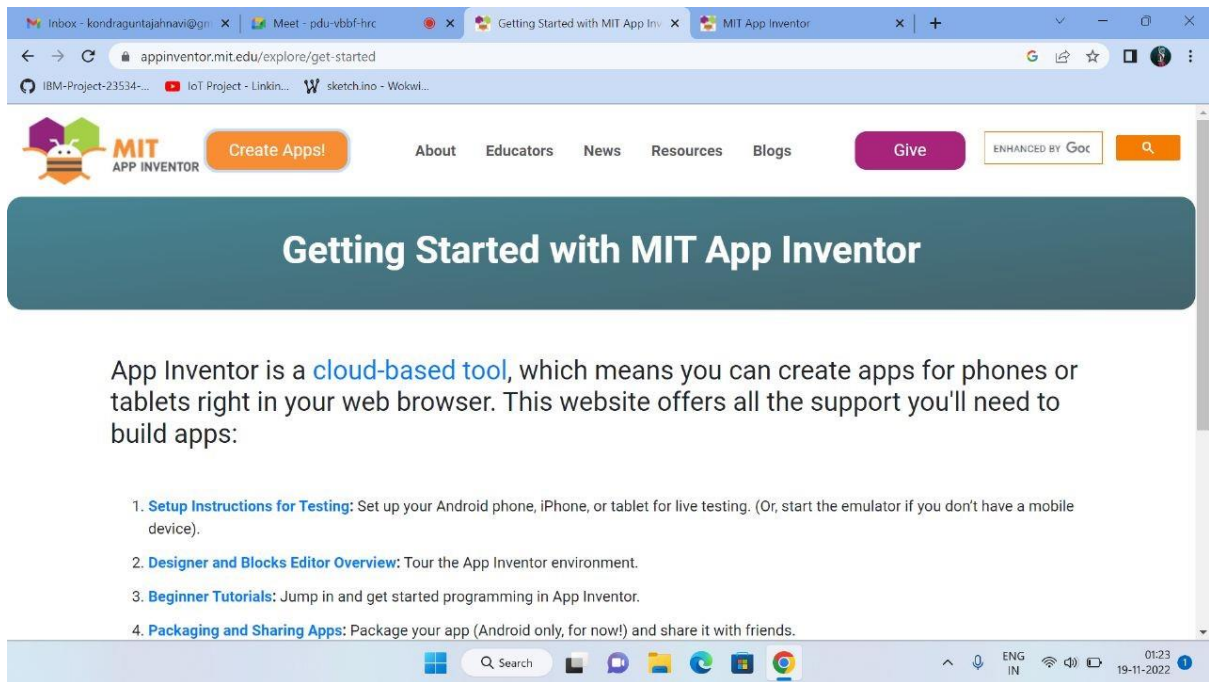 Inbox - kondraguntajahnavi@gn
Meet - pdu-vbbf-hrc
Getting Started with MIT App Inv
MIT App Inventor
appinventor.mit.edu/explore/get-started
IBM-Project-23534-...
IoT Project - Linkin...
sketch.ino - Wokwi...
MIT
APP INVENTOR
Create Apps!
About
Educators
News
Resources
Blogs
Give
ENHANCED BY Goc
Getting Started with MIT App Inventor
App Inventor is a cloud-based tool, which means you can create apps for phones or
tablets right in your web browser. This website offers all the support you'll need to
build apps:
1. Setup Instructions for Testing: Set up your Android phone, iPhone, or tablet for live testing. (Or, start the emulator if you don't have a mobile
device).
2. Designer and Blocks Editor Overview: Tour the App Inventor environment.
3. Beginner Tutorials: Jump in and get started programming in App Inventor.
4. Packaging and Sharing Apps: Package your app (Android only, for now!) and share it with friends.
Search
ENG
IN
01:23
19-11-2022
1